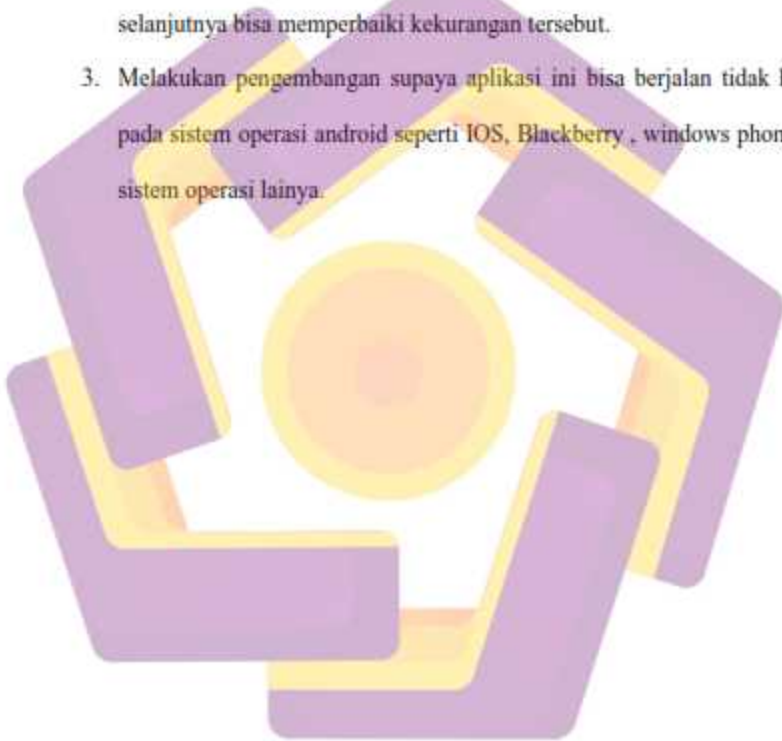 selanjutnya bisa memperbaiki kekurangan tersebut.
3. Melakukan pengembangan supaya aplikasi ini bisa berjalan tidak
pada sistem operasi android seperti IOS, Blackberry , windows
sistem operasi lainya.